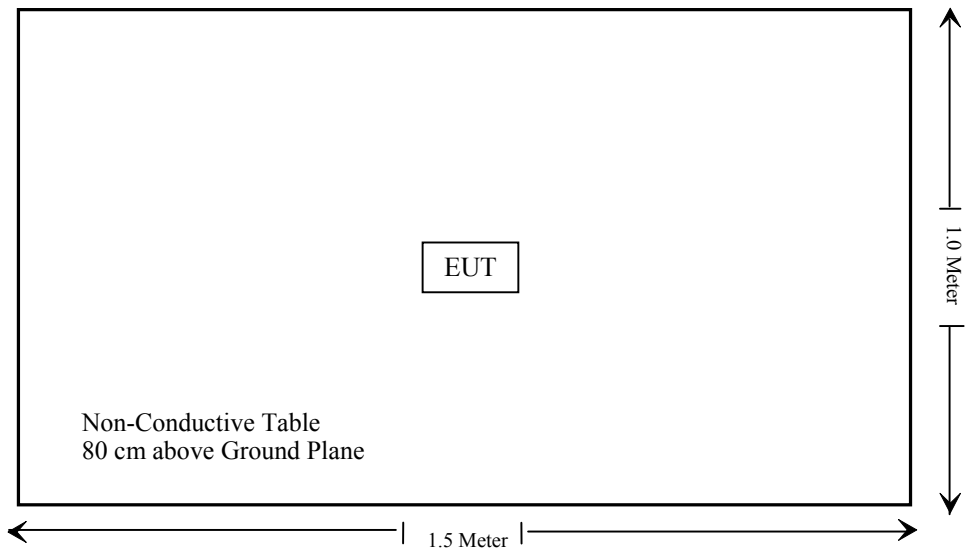 EUT
1.0 Meter
Non-Conductive Table
80 cm above Ground Plane
1.5 Meter